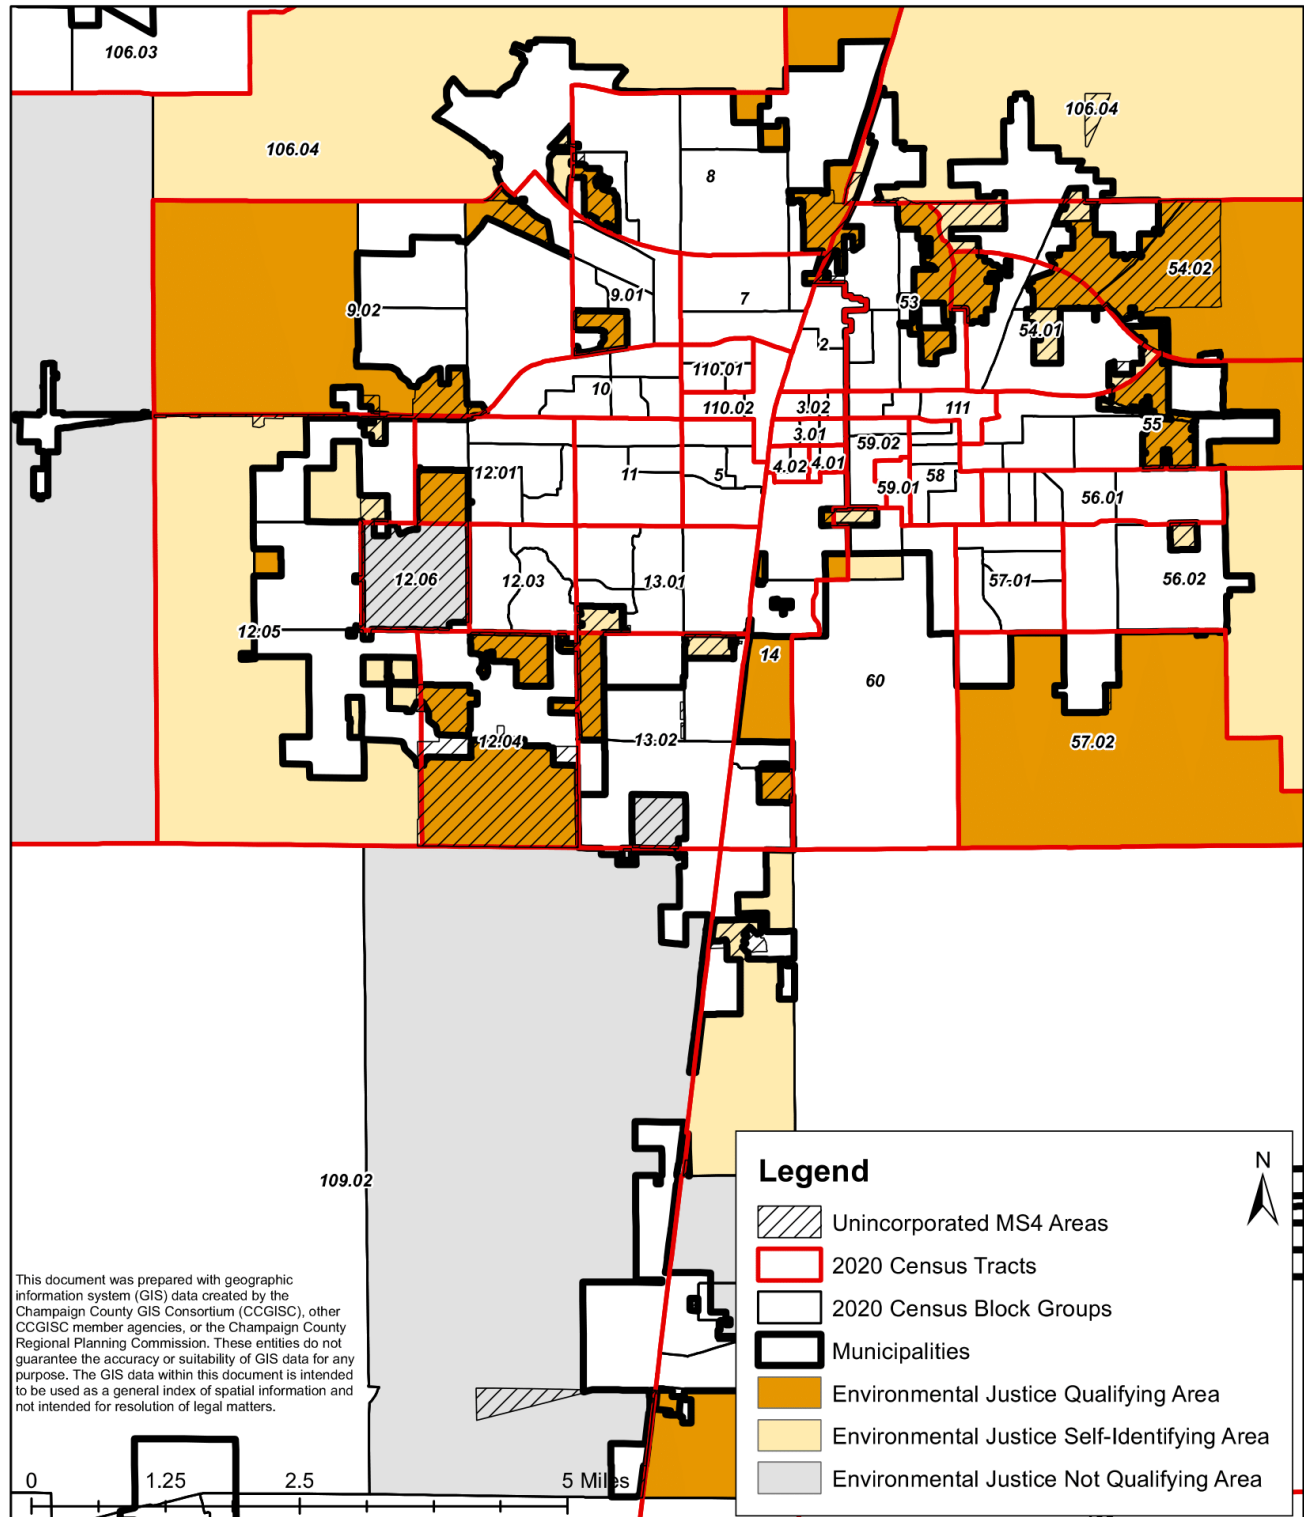 106.03
106.04
106.04
8
54.02
9.01
7
53
9.02
54.01
2
110.01
10
110.02
3.02
111
3.01
55
59.02
12.01
11
5
4.02
4.01
59.01
58
56.01
12.06
12.03
13.01
57.01
56.02
12.05
14
60
12.04
13.02
57.02
109.02
Legend
N
Unincorporated MS4 Areas
2020 Census Tracts
2020 Census Block Groups
Municipalities
Environmental Justice Qualifying Area
Environmental Justice Self-Identifying Area
Environmental Justice Not Qualifying Area
This document was prepared with geographic
information system (GIS) data created by the
Champaign County GIS Consortium (CCGISC), other
CCGISC member agencies, or the Champaign County
Regional Planning Commission. These entities do not
guarantee the accuracy or suitability of GIS data for any
purpose. The GIS data within this document is intended
to be used as a general index of spatial information and
not intended for resolution of legal matters.
0 1.25 2.5 5 Miles